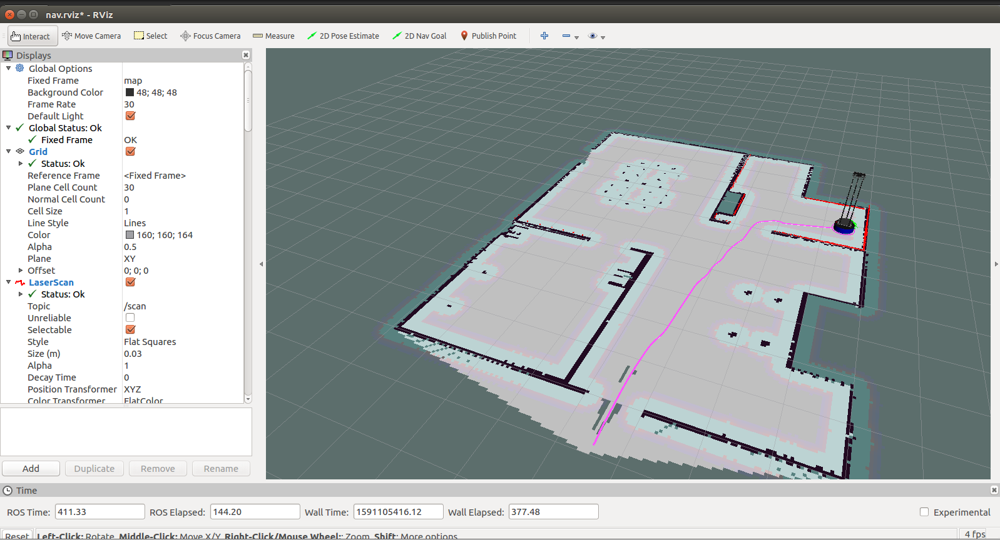 nav.rviz* - RViz
Interact Move Camera Select Focus Camera Measure 2D Pose Estimate 2D Nav Goal Publish Point
Displays
Global Options
Fixed Frame map
Background Color 48; 48; 48
Frame Rate 30
Default Light
Global Status: Ok
Fixed Frame OK
Grid
Status: Ok
Reference Frame <Fixed Frame>
Plane Cell Count 30
Normal Cell Count 0
Cell Size 1
Line Style Lines
Color 160; 160; 164
Alpha 0.5
Plane XY
Offset 0; 0; 0
LaserScan
Status: Ok
Topic /scan
Unreliable
Selectable
Style Flat Squares
Size (m) 0.03
Alpha 1
Decay Time 0
Position Transformer XYZ
Color Transformer FlatColor
Add Duplicate Remove Rename
Time
ROS Time: 411.33 ROS Elapsed: 144.20 Wall Time: 1591105416.12 Wall Elapsed: 377.48 Experimental
Reset Left-Click: Rotate. Middle-Click: Move X/Y. Right-Click/Mouse Wheel:: Zoom. Shift: More options. 4 fps